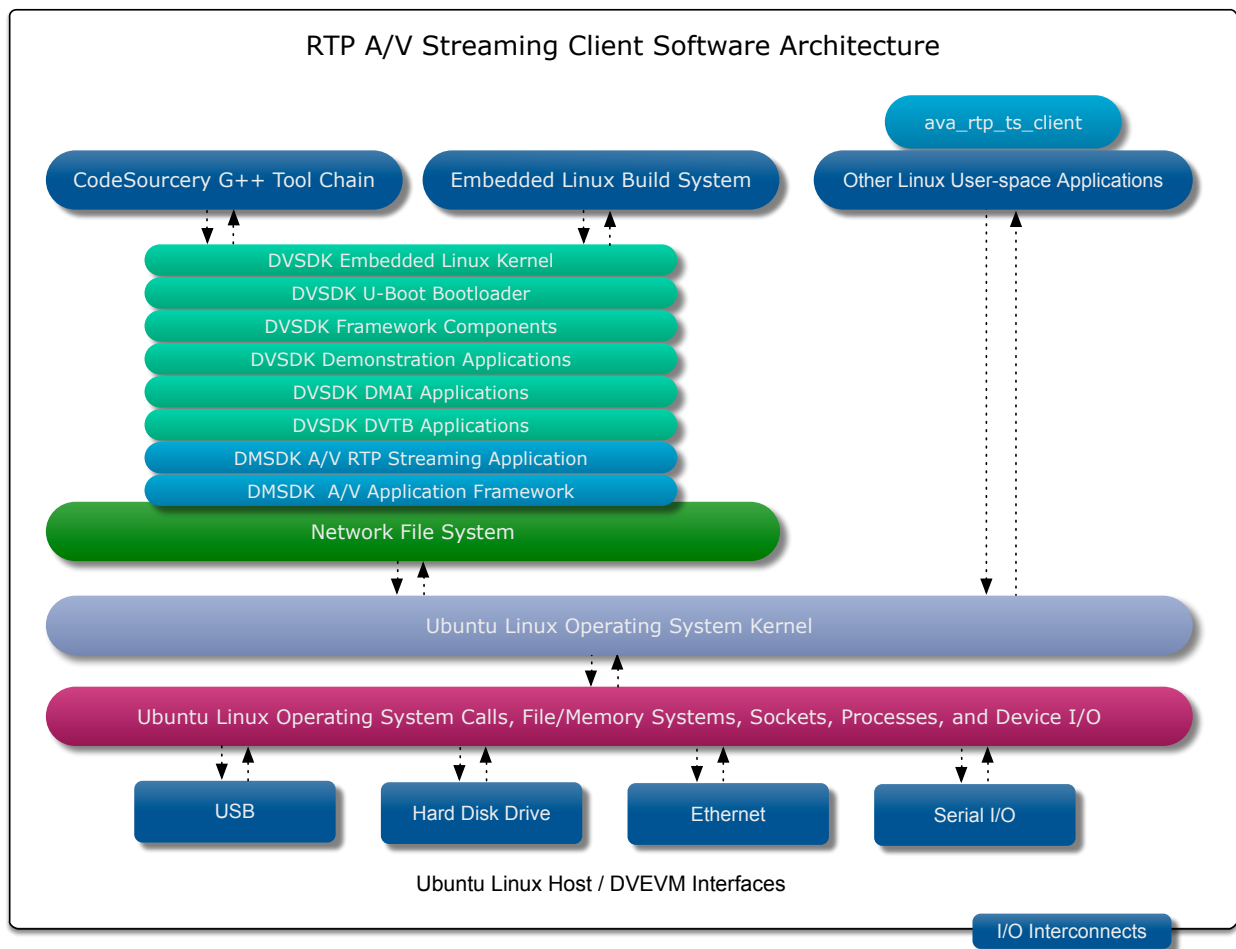 RTP A/V Streaming Client Software Architecture
ava_rtp_ts_client
CodeSourcery G++ Tool Chain
Embedded Linux Build System
Other Linux User-space Applications
DVSDK Embedded Linux Kernel
DVSDK U-Boot Bootloader
DVSDK Framework Components
DVSDK Demonstration Applications
DVSDK DMAI Applications
DVSDK DVTB Applications
DMSDK A/V RTP Streaming Application
DMSDK  A/V Application Framework
Network File System
Ubuntu Linux Operating System Kernel
Ubuntu Linux Operating System Calls, File/Memory Systems, Sockets, Processes, and Device I/O
USB
Hard Disk Drive
Ethernet
Serial I/O
Ubuntu Linux Host / DVEVM Interfaces
I/O Interconnects